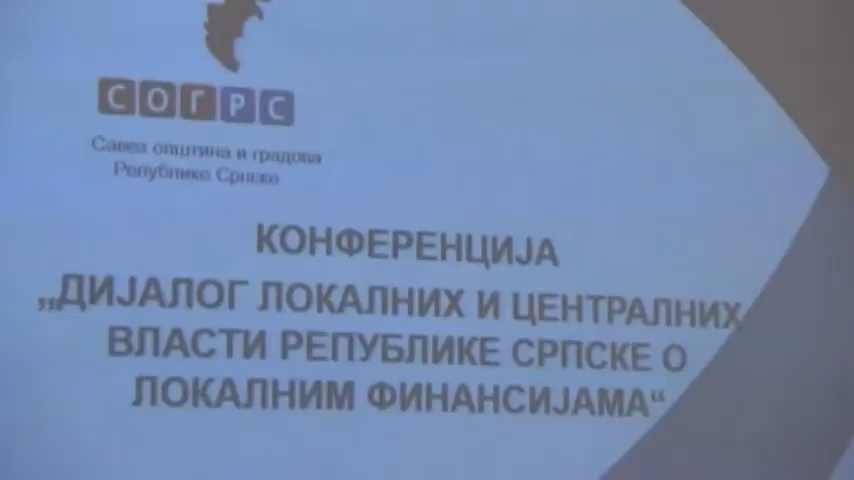 СОГРС
Савез општина и градова
Републике Српске
КОНФЕРЕНЦИЈА
„ДИЈАЛОГ ЛОКАЛНИХ И ЦЕНТРАЛНИХ
ВЛАСТИ РЕПУБЛИКЕ СРПСКЕ О
ЛОКАЛНИМ ФИНАНСИЈАМА“